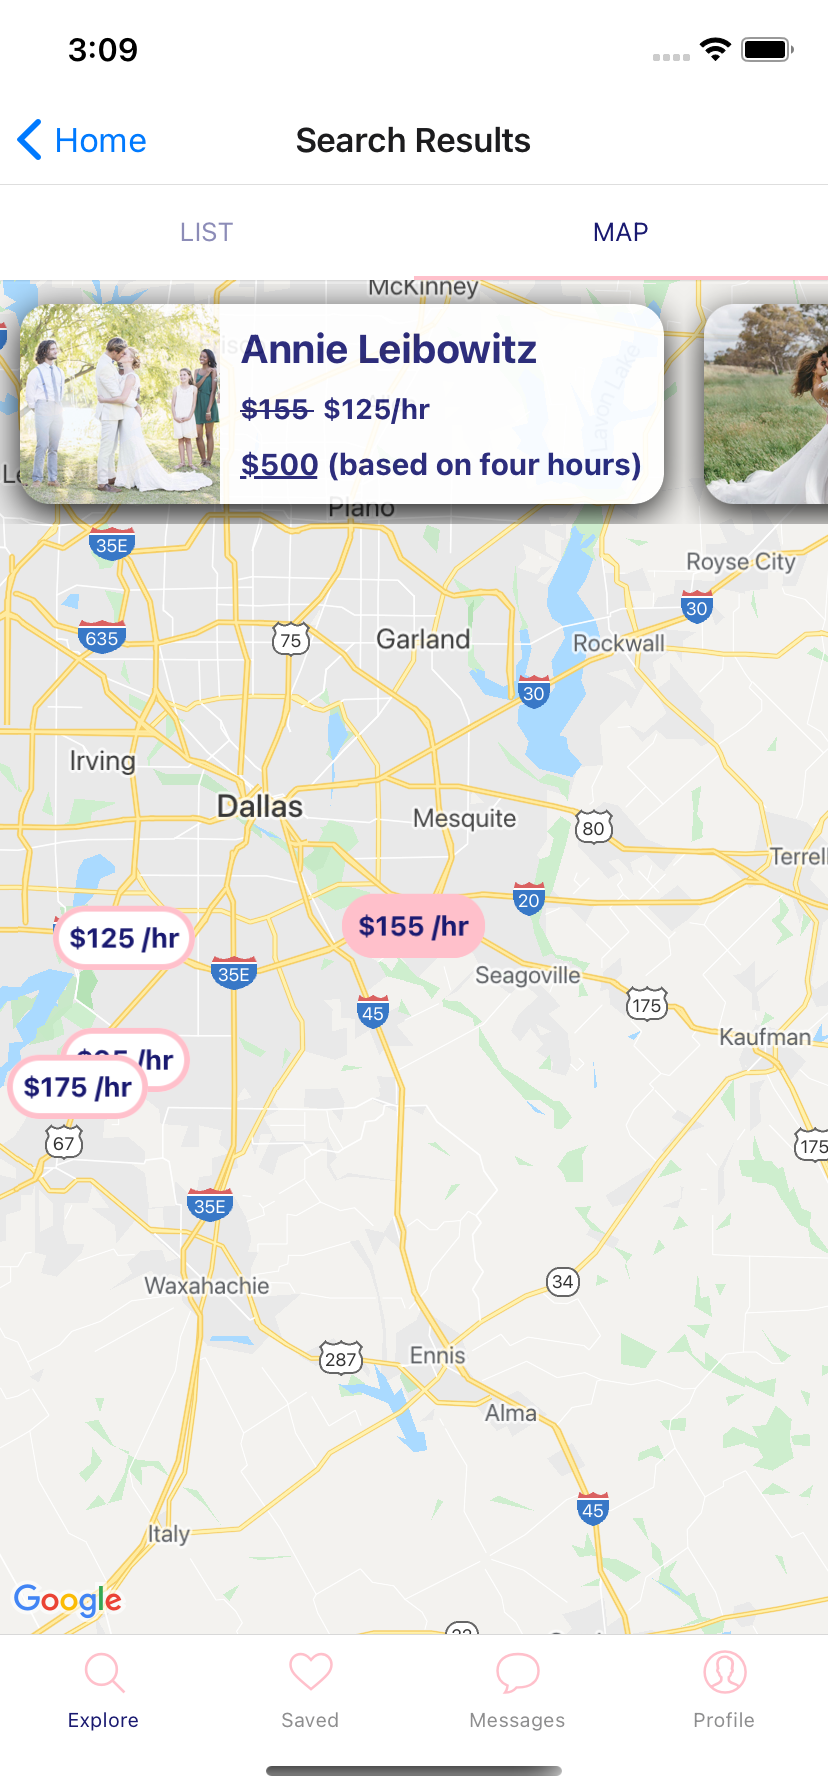 3:09
Home
Search Results
LIST
MAP
McKinney
Annie Leibowitz
$155 $125/hr
$500 (based on four hours)
Lavon Lake
Plano
35E
Royse City
30
635
75
Garland
Rockwall
30
Irving
Dallas
Mesquite
80
Terrell
20
$125 /hr
$155 /hr
35E
Seagoville
175
45
Kaufman
/hr
$175 /hr
67
175
35E
Waxahachie
34
287
Ennis
Alma
45
Italy
Google
Explore
Saved
Messages
Profile